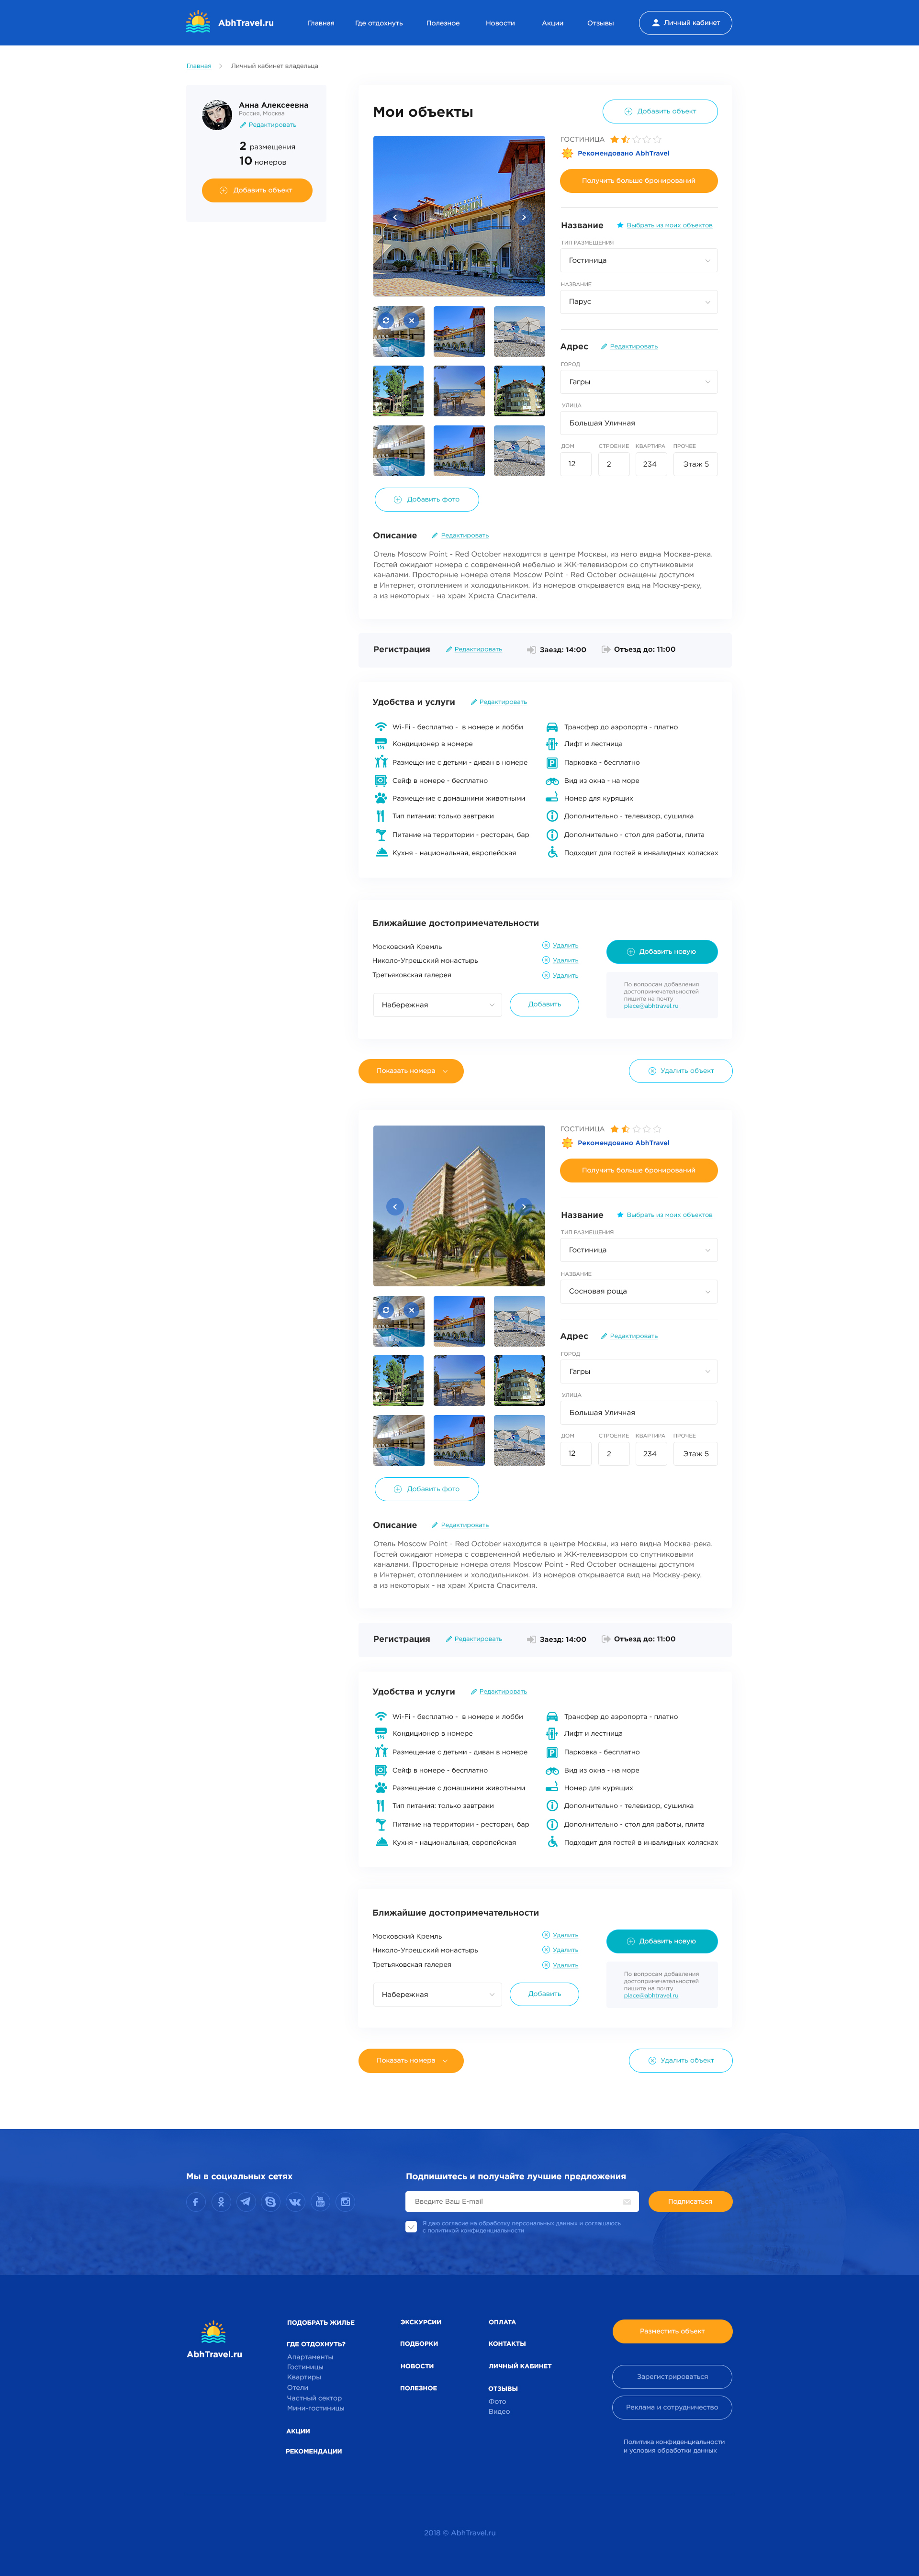 AbhTravel.ru
Главная
Где отдохнуть
Полезное
Новости
Акции
Отзывы
Личный кабинет
Главная
Личный кабинет владельца
Анна Алексеевна
Россия, Москва
Редактировать
2 размещения
10 номеров
Добавить объект
Мои объекты
Добавить объект
ГОСТИНИЦА
Рекомендовано AbhTravel
Получить больше бронирований
Название
Выбрать из моих объектов
ТИП РАЗМЕЩЕНИЯ
Гостиница
НАЗВАНИЕ
Парус
Адрес
Редактировать
ГОРОД
Гагры
УЛИЦА
Большая Уличная
ДОМ СТРОЕНИЕ КВАРТИРА ПРОЧЕЕ
12 2 234 Этаж 5
Добавить фото
Описание
Редактировать
Отель Moscow Point - Red October находится в центре Москвы, из него видна Москва-река.
Гостей ожидают номера с современной мебелью и ЖК-телевизором со спутниковыми
каналами. Просторные номера отеля Moscow Point - Red October оснащены доступом
в Интернет, отоплением и холодильником. Из номеров открывается вид на Москву-реку,
а из некоторых - на храм Христа Спасителя.
Регистрация
Редактировать
Заезд: 14:00
Отъезд до: 11:00
Удобства и услуги
Редактировать
Wi-Fi - бесплатно - в номере и лобби
Кондиционер в номере
Размещение с детьми - диван в номере
Сейф в номере - бесплатно
Размещение с домашними животными
Тип питания: только завтраки
Питание на территории - ресторан, бар
Кухня - национальная, европейская
Трансфер до аэропорта - платно
Лифт и лестница
Парковка - бесплатно
Вид из окна - на море
Номер для курящих
Дополнительно - телевизор, сушилка
Дополнительно - стол для работы, плита
Подходит для гостей в инвалидных колясках
Ближайшие достопримечательности
Московский Кремль
Удалить
Николо-Угрешский монастырь
Удалить
Третьяковская галерея
Удалить
Набережная
Добавить
Добавить новую
По вопросам добавления
достопримечательностей
пишите на почту
place@abhtravel.ru
Показать номера
Удалить объект
ГОСТИНИЦА
Рекомендовано AbhTravel
Получить больше бронирований
Название
Выбрать из моих объектов
ТИП РАЗМЕЩЕНИЯ
Гостиница
НАЗВАНИЕ
Сосновая роща
Адрес
Редактировать
ГОРОД
Гагры
УЛИЦА
Большая Уличная
ДОМ СТРОЕНИЕ КВАРТИРА ПРОЧЕЕ
12 2 234 Этаж 5
Добавить фото
Описание
Редактировать
Отель Moscow Point - Red October находится в центре Москвы, из него видна Москва-река.
Гостей ожидают номера с современной мебелью и ЖК-телевизором со спутниковыми
каналами. Просторные номера отеля Moscow Point - Red October оснащены доступом
в Интернет, отоплением и холодильником. Из номеров открывается вид на Москву-реку,
а из некоторых - на храм Христа Спасителя.
Регистрация
Редактировать
Заезд: 14:00
Отъезд до: 11:00
Удобства и услуги
Редактировать
Wi-Fi - бесплатно - в номере и лобби
Кондиционер в номере
Размещение с детьми - диван в номере
Сейф в номере - бесплатно
Размещение с домашними животными
Тип питания: только завтраки
Питание на территории - ресторан, бар
Кухня - национальная, европейская
Трансфер до аэропорта - платно
Лифт и лестница
Парковка - бесплатно
Вид из окна - на море
Номер для курящих
Дополнительно - телевизор, сушилка
Дополнительно - стол для работы, плита
Подходит для гостей в инвалидных колясках
Ближайшие достопримечательности
Московский Кремль
Удалить
Николо-Угрешский монастырь
Удалить
Третьяковская галерея
Удалить
Набережная
Добавить
Добавить новую
По вопросам добавления
достопримечательностей
пишите на почту
place@abhtravel.ru
Показать номера
Удалить объект
Мы в социальных сетях
Подпишитесь и получайте лучшие предложения
Введите Ваш E-mail
Подписаться
Я даю согласие на обработку персональных данных и соглашаюсь
с политикой конфиденциальности
AbhTravel.ru
ПОДОБРАТЬ ЖИЛЬЕ
ГДЕ ОТДОХНУТЬ?
Апартаменты
Гостиницы
Квартиры
Отели
Частный сектор
Мини-гостиницы
АКЦИИ
РЕКОМЕНДАЦИИ
ЭКСКУРСИИ
ПОДБОРКИ
НОВОСТИ
ПОЛЕЗНОЕ
ОПЛАТА
КОНТАКТЫ
ЛИЧНЫЙ КАБИНЕТ
ОТЗЫВЫ
Фото
Видео
Разместить объект
Зарегистрироваться
Реклама и сотрудничество
Политика конфиденциальности
и условия обработки данных
2018 © AbhTravel.ru